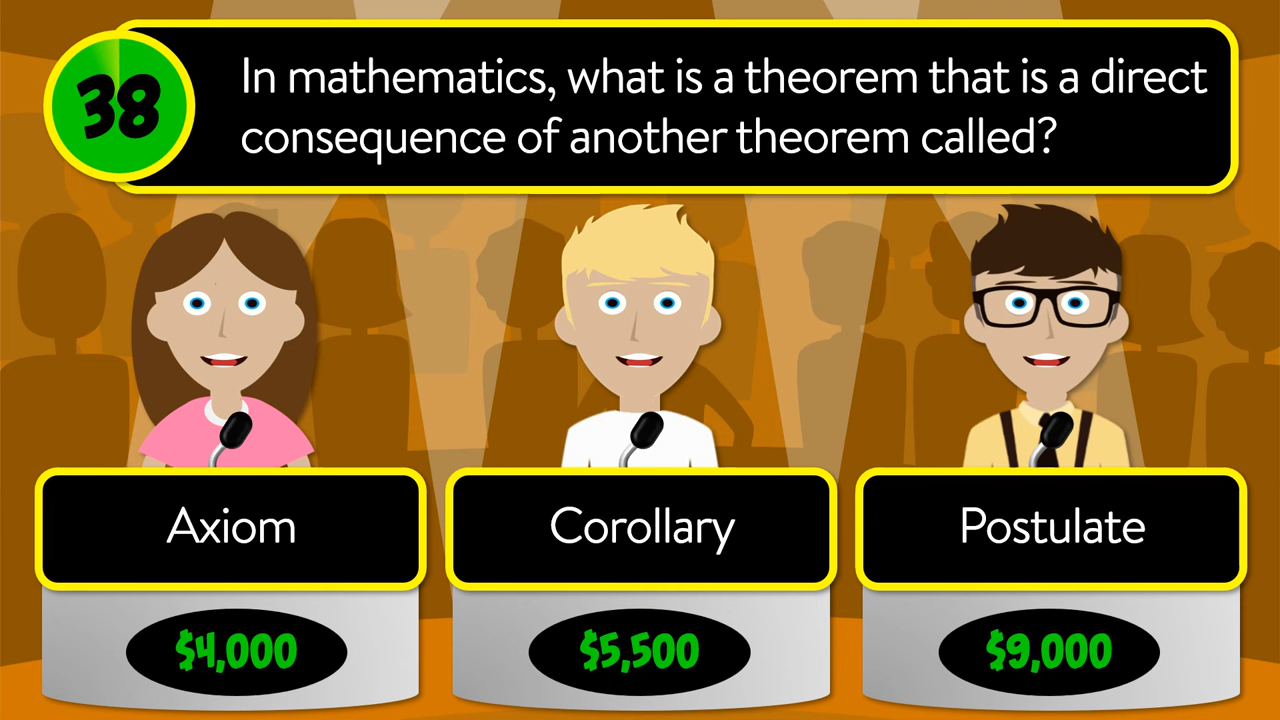 38
In mathematics, what is a theorem that is a direct
consequence of another theorem called?
Axiom
Corollary
Postulate
$4,000
$5,500
$9,000